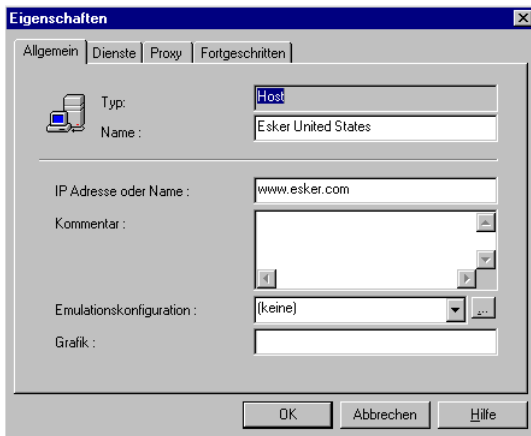 Eigenschaften
Allgemein Dienste Proxy Fortgeschritten
Typ: Host
Name : Esker United States
IP Adresse oder Name : www.esker.com
Kommentar :
Emulationskonfiguration : (keine) ...
Grafik :
OK Abbrechen Hilfe